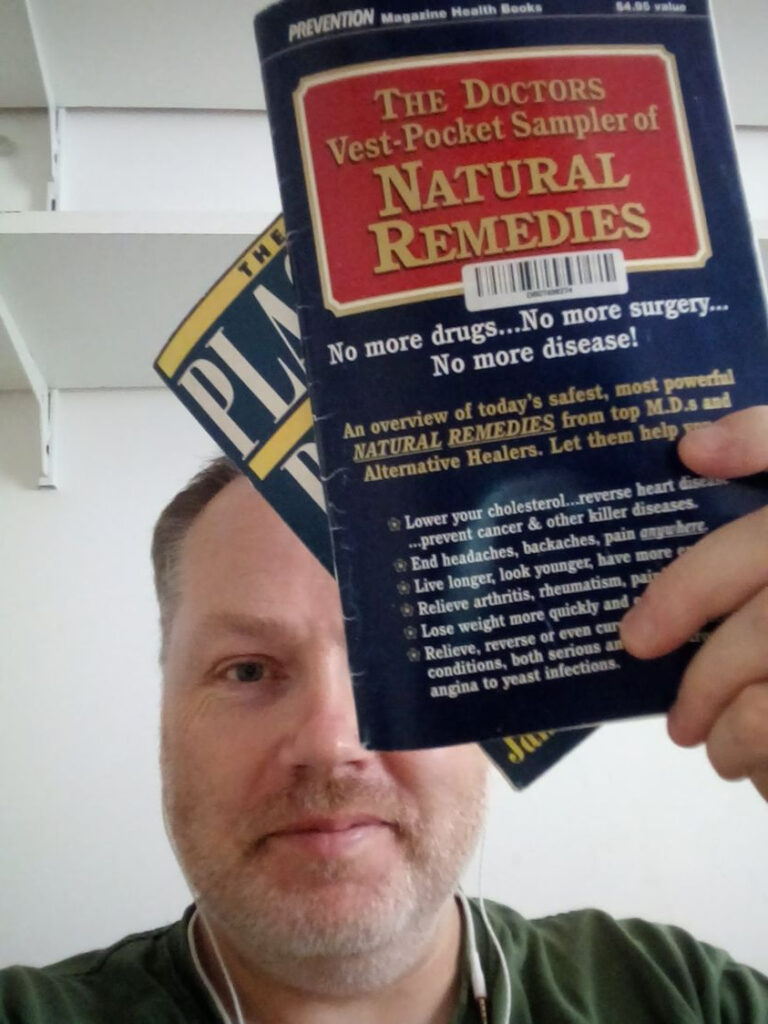 PREVENTION Magazine Health Books $4.95 value
THE DOCTORS
Vest-Pocket Sampler of
NATURAL
REMEDIES
No more drugs...No more surgery...
No more disease!
An overview of today's safest, most powerful
NATURAL REMEDIES from top M.D.s and
Alternative Healers. Let them help
Lower your cholesterol...reverse heart
...prevent cancer & other killer diseases.
End headaches, backaches, pain anywhere.
Live longer, look younger, have more
Relieve arthritis, rheumatism,
Lose weight more quickly and
Relieve, reverse or even
conditions, both serious
angina to yeast infections.
THE